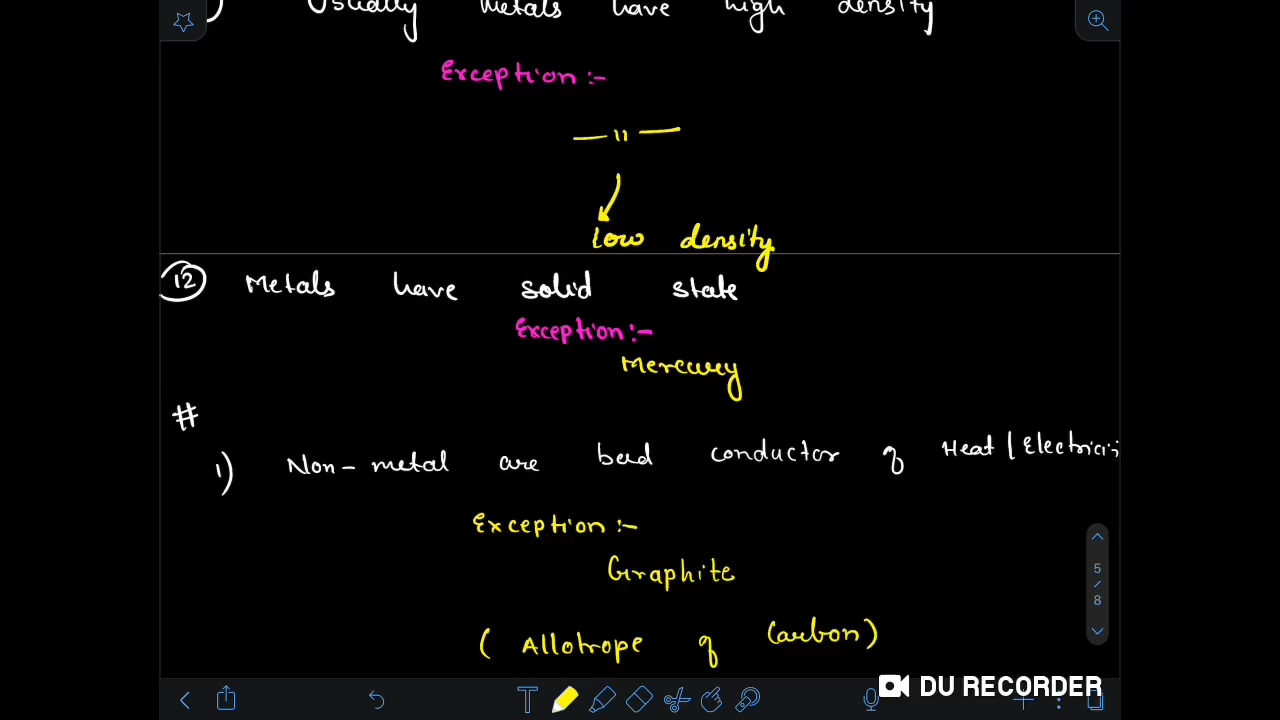 Usually metals have high density
Exception :-
— 11 —
low density
12 Metals have solid state
Exception :-
Mercury
#
1) Non-metal are bad conductor of Heat | Electricit
Exception :-
Graphite
( Allotrope of Carbon)
5
/
8
T
DU RECORDER